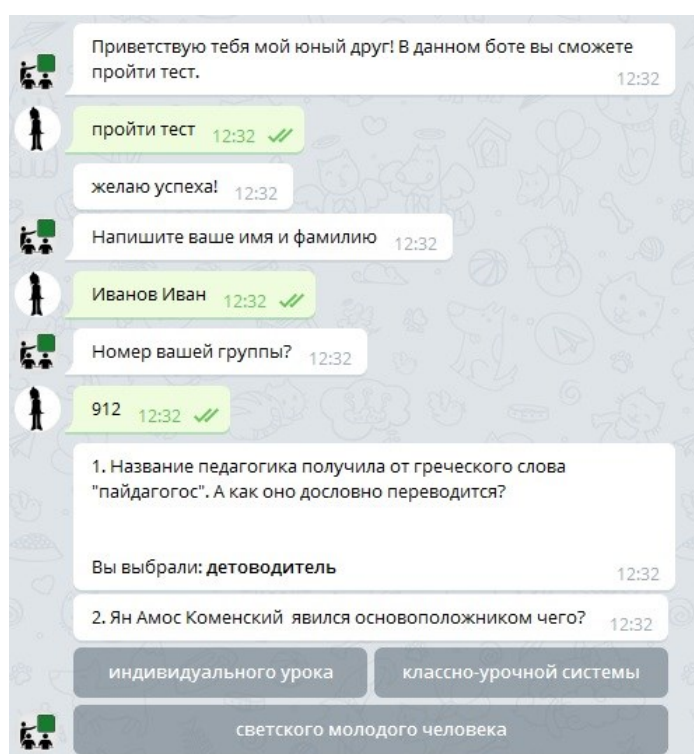 Приветствую тебя мой юный друг! В данном боте вы сможете
пройти тест.
12:32
пройти тест 12:32
желаю успеха! 12:32
Напишите ваше имя и фамилию 12:32
Иванов Иван 12:32
Номер вашей группы? 12:32
912 12:32
1. Название педагогика получила от греческого слова
"пайдагогос". А как оно дословно переводится?
Вы выбрали: детоводитель
12:32
2. Ян Амос Коменский явился основоположником чего? 12:32
индивидуального урока классно-урочной системы
светского молодого человека